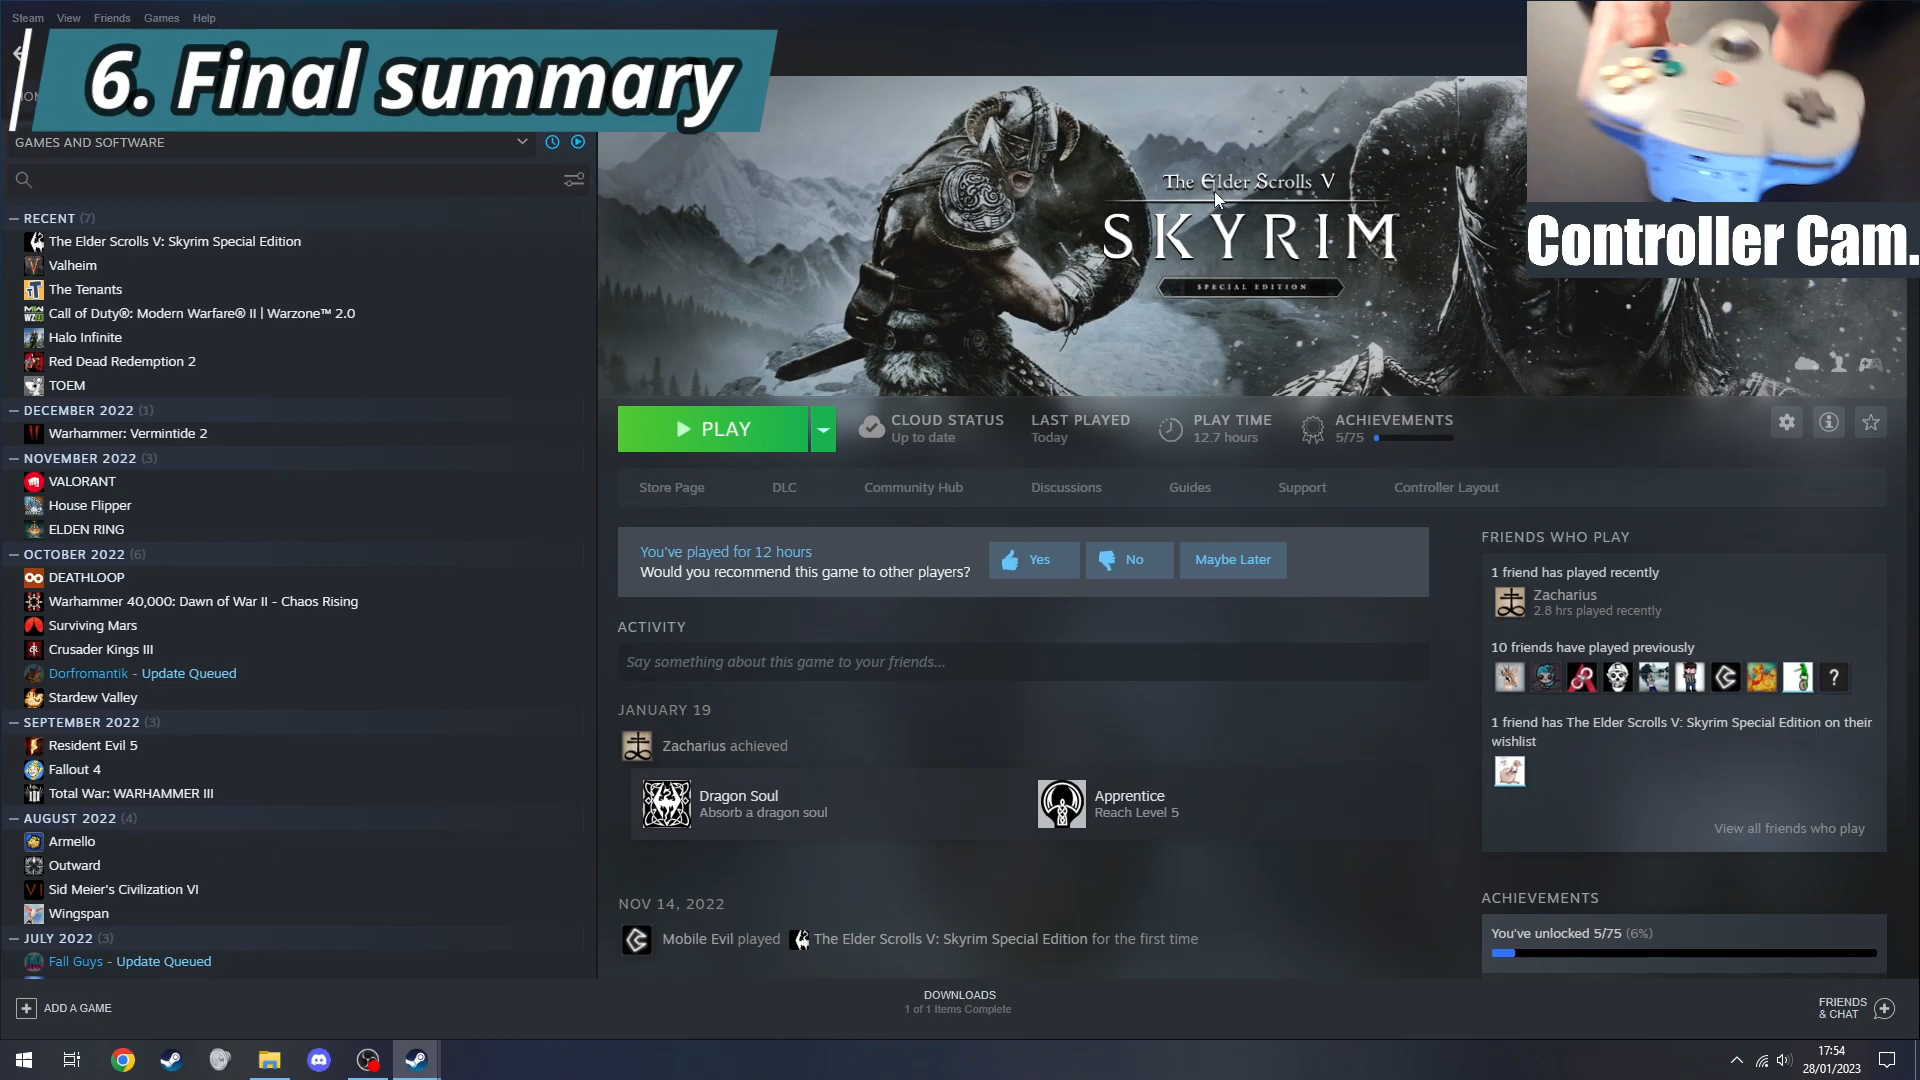 Steam View Friends Games Help
6. Final summary
GAMES AND SOFTWARE
RECENT (7)
The Elder Scrolls V: Skyrim Special Edition
Valheim
The Tenants
Call of Duty®: Modern Warfare® II | Warzone™ 2.0
Halo Infinite
Red Dead Redemption 2
TOEM
DECEMBER 2022 (1)
Warhammer: Vermintide 2
NOVEMBER 2022 (3)
VALORANT
House Flipper
ELDEN RING
OCTOBER 2022 (6)
DEATHLOOP
Warhammer 40,000: Dawn of War II - Chaos Rising
Surviving Mars
Crusader Kings III
Dorfromantik - Update Queued
Stardew Valley
SEPTEMBER 2022 (3)
Resident Evil 5
Fallout 4
Total War: WARHAMMER III
AUGUST 2022 (4)
Armello
Outward
Sid Meier's Civilization VI
Wingspan
JULY 2022 (3)
Fall Guys - Update Queued
The Elder Scrolls V
SKYRIM
SPECIAL EDITION
Controller Cam.
PLAY
CLOUD STATUS
Up to date
LAST PLAYED
Today
PLAY TIME
12.7 hours
ACHIEVEMENTS
5/75
Store Page DLC Community Hub Discussions Guides Support Controller Layout
You've played for 12 hours
Would you recommend this game to other players?
Yes No Maybe Later
ACTIVITY
Say something about this game to your friends...
JANUARY 19
Zacharius achieved
Dragon Soul
Absorb a dragon soul
Apprentice
Reach Level 5
NOV 14, 2022
Mobile Evil played The Elder Scrolls V: Skyrim Special Edition for the first time
FRIENDS WHO PLAY
1 friend has played recently
Zacharius
2.8 hrs played recently
10 friends have played previously
?
1 friend has The Elder Scrolls V: Skyrim Special Edition on their
wishlist
View all friends who play
ACHIEVEMENTS
You've unlocked 5/75 (6%)
ADD A GAME
DOWNLOADS
1 of 1 Items Complete
FRIENDS
& CHAT
17:54
28/01/2023